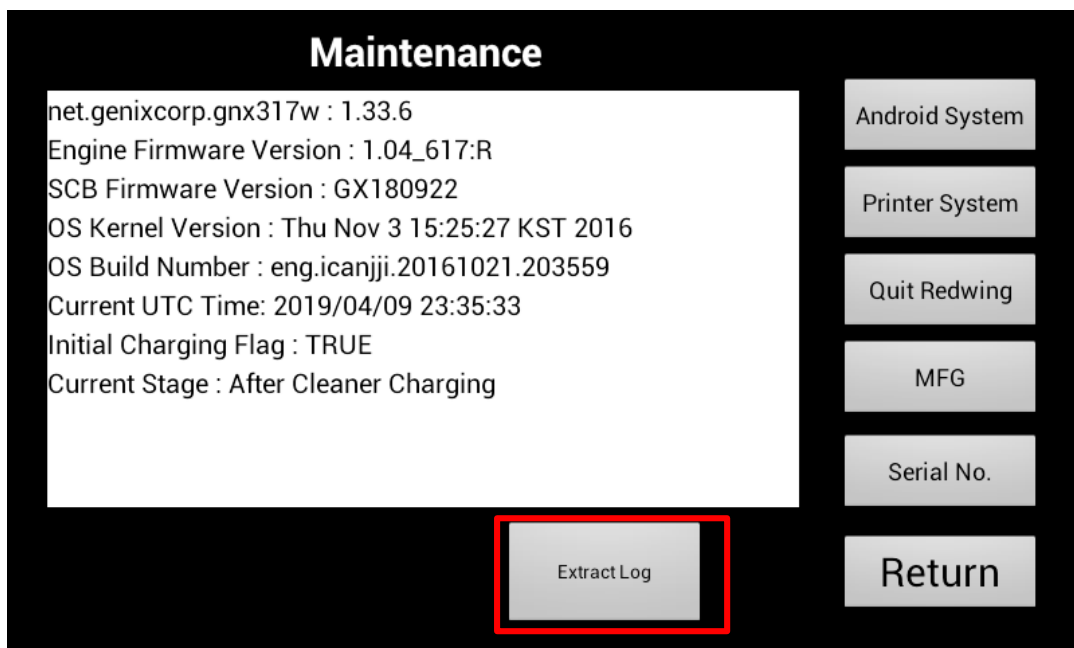 Maintenance
net.genixcorp.gnx317w : 1.33.6
Engine Firmware Version : 1.04_617:R
SCB Firmware Version : GX180922
OS Kernel Version : Thu Nov 3 15:25:27 KST 2016
OS Build Number : eng.icanjji.20161021.203559
Current UTC Time: 2019/04/09 23:35:33
Initial Charging Flag : TRUE
Current Stage : After Cleaner Charging
Android System
Printer System
Quit Redwing
MFG
Serial No.
Extract Log
Return